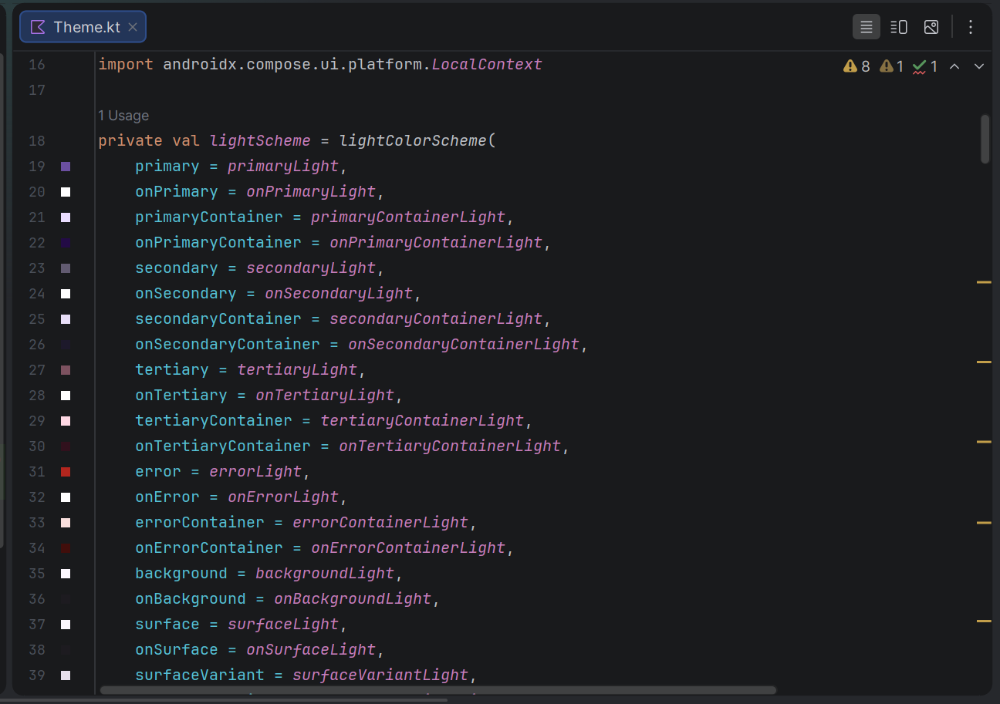 Theme.kt
16 import androidx.compose.ui.platform.LocalContext
8 1 1
17
1 Usage
18 private val lightScheme = lightColorScheme(
19 primary = primaryLight,
20 onPrimary = onPrimaryLight,
21 primaryContainer = primaryContainerLight,
22 onPrimaryContainer = onPrimaryContainerLight,
23 secondary = secondaryLight,
24 onSecondary = onSecondaryLight,
25 secondaryContainer = secondaryContainerLight,
26 onSecondaryContainer = onSecondaryContainerLight,
27 tertiary = tertiaryLight,
28 onTertiary = onTertiaryLight,
29 tertiaryContainer = tertiaryContainerLight,
30 onTertiaryContainer = onTertiaryContainerLight,
31 error = errorLight,
32 onError = onErrorLight,
33 errorContainer = errorContainerLight,
34 onErrorContainer = onErrorContainerLight,
35 background = backgroundLight,
36 onBackground = onBackgroundLight,
37 surface = surfaceLight,
38 onSurface = onSurfaceLight,
39 surfaceVariant = surfaceVariantLight,